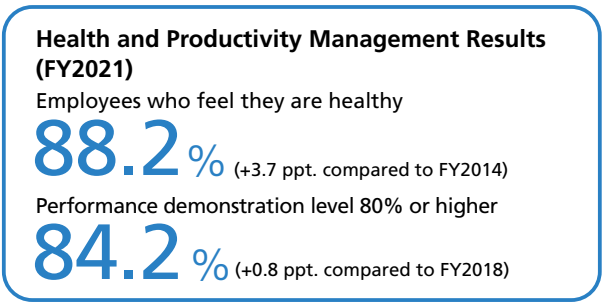 Health and Productivity Management Results
(FY2021)
Employees who feel they are healthy
88.2 % (+3.7 ppt. compared to FY2014)
Performance demonstration level 80% or higher
84.2 % (+0.8 ppt. compared to FY2018)